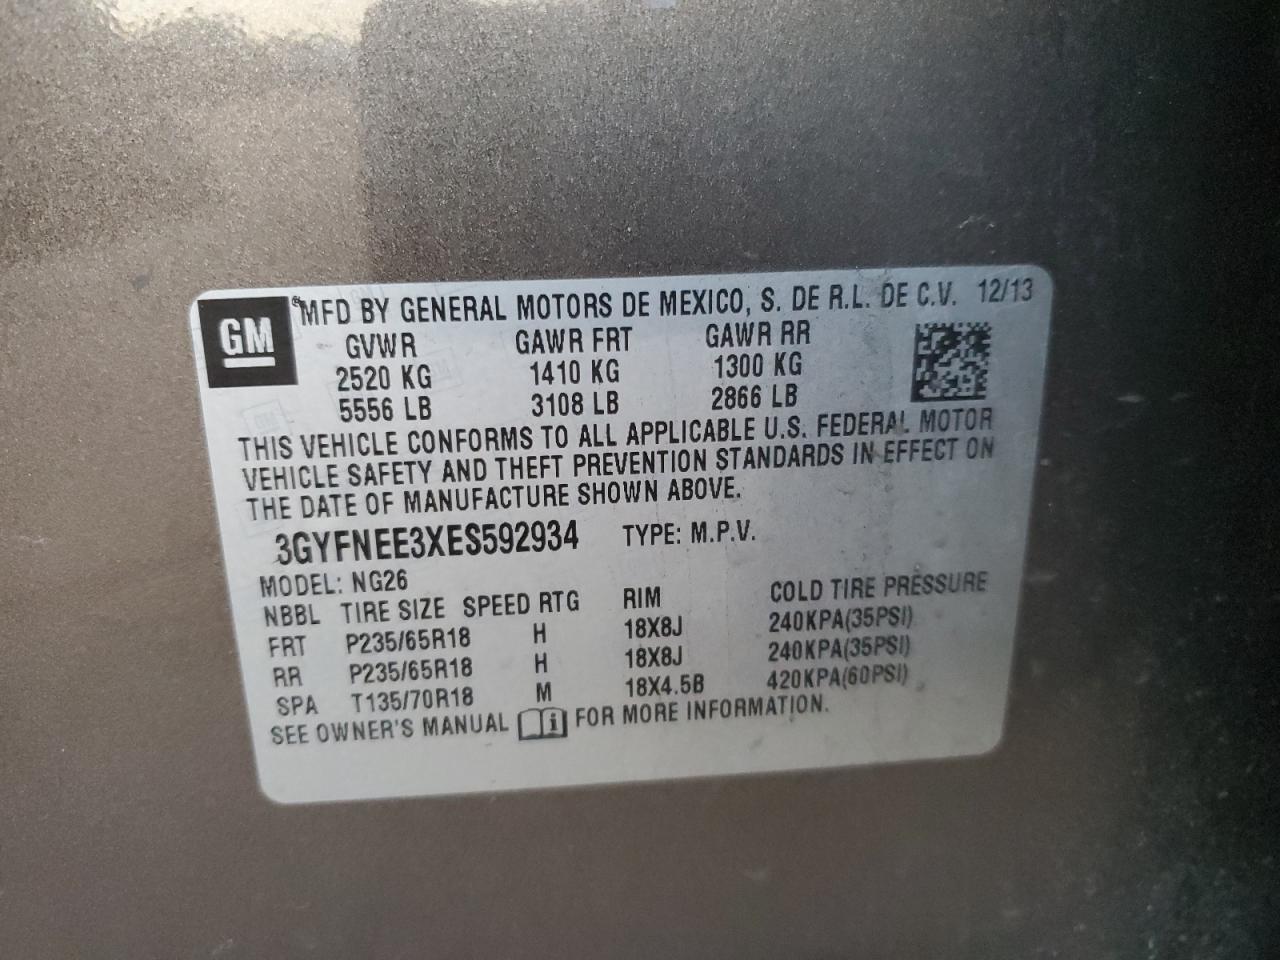 GM
® MFD BY GENERAL MOTORS DE MEXICO, S. DE R.L. DE C.V. 12/13
GVWR GAWR FRT GAWR RR
2520 KG 1410 KG 1300 KG
5556 LB 3108 LB 2866 LB
THIS VEHICLE CONFORMS TO ALL APPLICABLE U.S. FEDERAL MOTOR
VEHICLE SAFETY AND THEFT PREVENTION STANDARDS IN EFFECT ON
THE DATE OF MANUFACTURE SHOWN ABOVE.
3GYFNEE3XES592934 TYPE: M.P.V.
MODEL: NG26
NBBL TIRE SIZE SPEED RTG RIM COLD TIRE PRESSURE
FRT P235/65R18 H 18X8J 240KPA(35PSI)
RR P235/65R18 H 18X8J 240KPA(35PSI)
SPA T135/70R18 M 18X4.5B 420KPA(60PSI)
SEE OWNER'S MANUAL i FOR MORE INFORMATION.